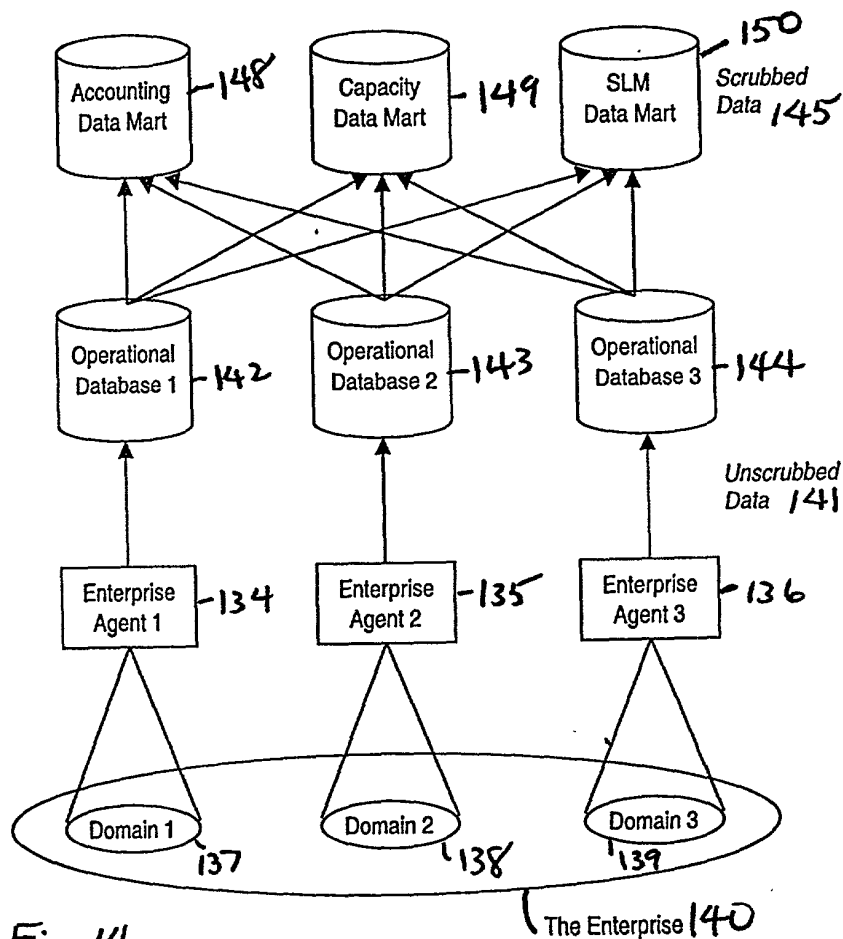 150
Accounting
Data Mart
148
Capacity
Data Mart
149
SLM
Data Mart
Scrubbed
Data 145
Operational
Database 1
142
Operational
Database 2
143
Operational
Database 3
144
Unscrubbed
Data 141
Enterprise
Agent 1
134
Enterprise
Agent 2
135
Enterprise
Agent 3
136
Domain 1
137
Domain 2
138
Domain 3
139
The Enterprise 140
Fig. 14